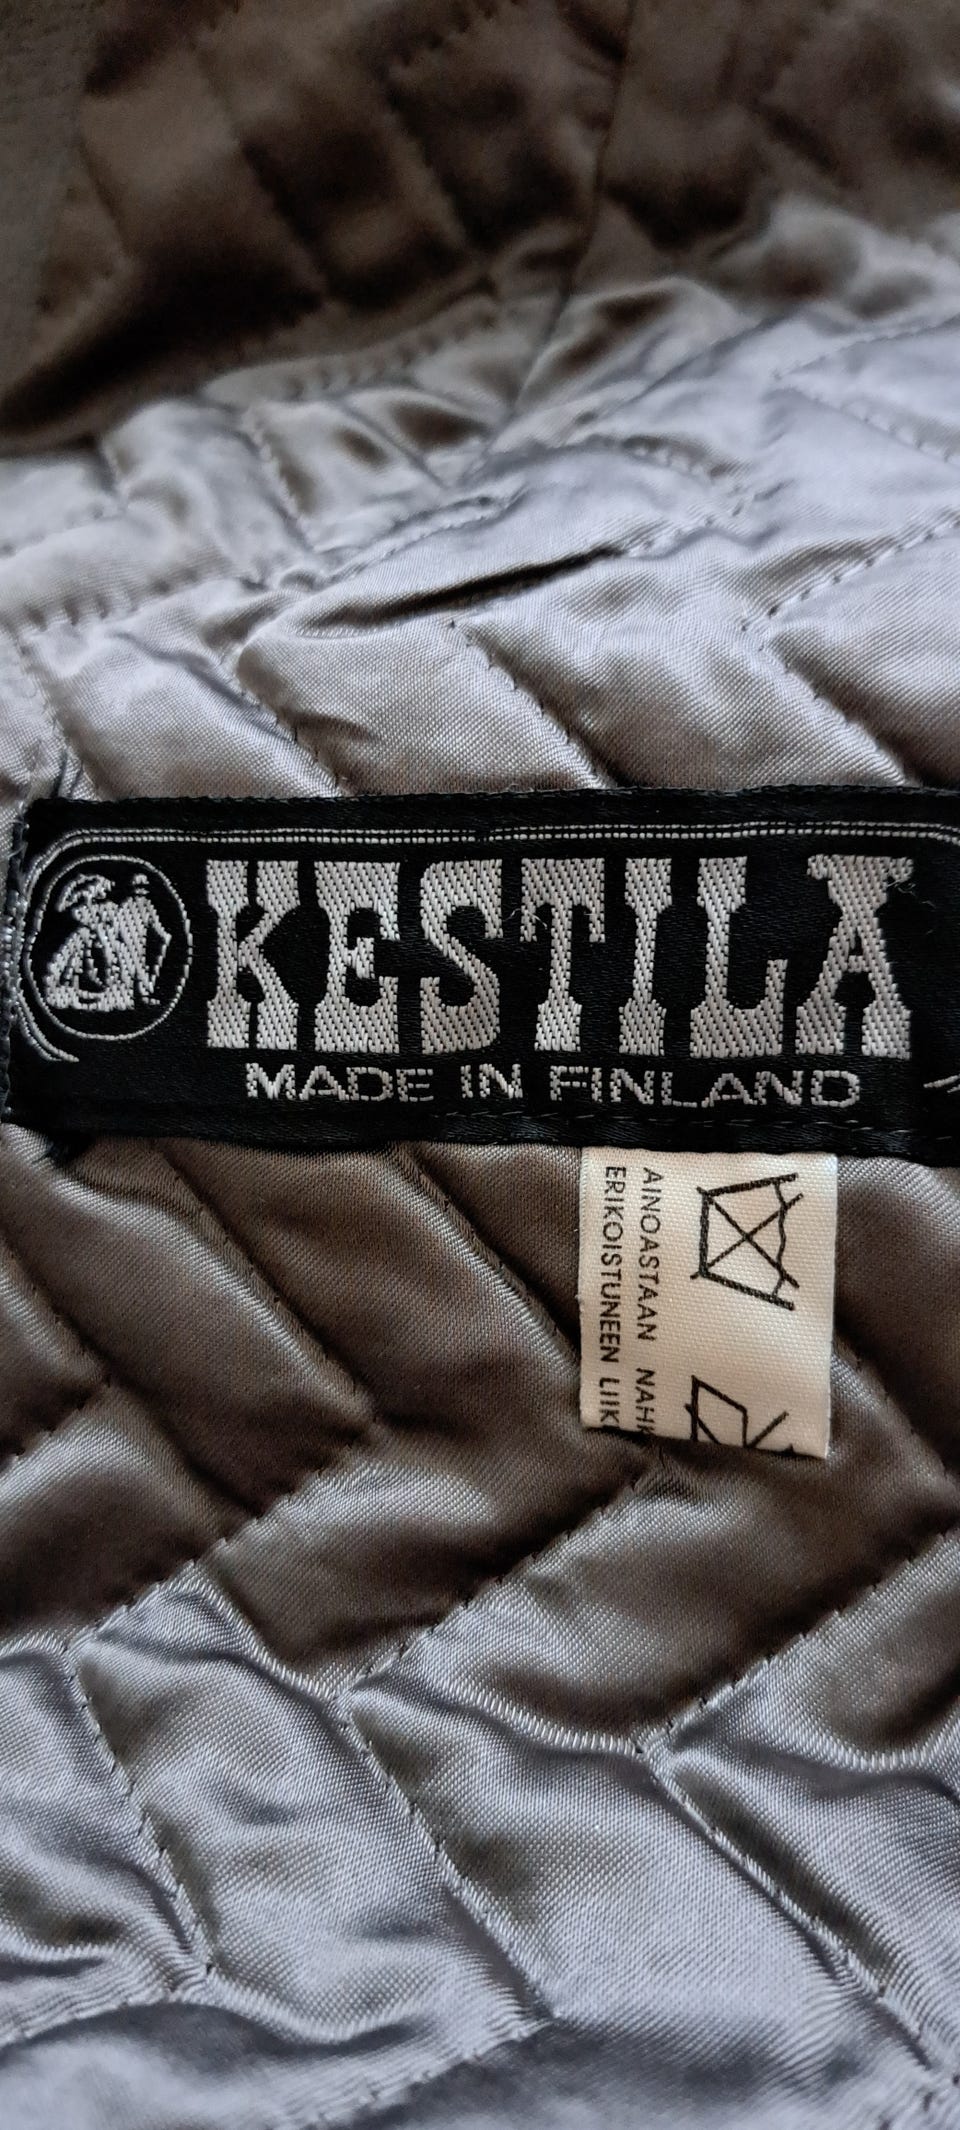 KESTILA
MADE IN FINLAND
AINOASTAAN
ERIKOISTUNEEN